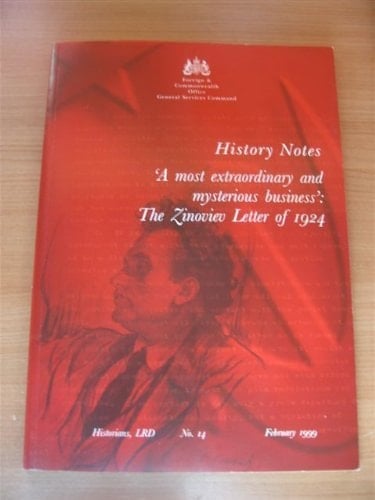 Foreign &
Commonwealth
Office
General Services Command
History Notes
'A most extraordinary and
mysterious business':
The Zinoviev Letter of 1924
Historians, LRD No. 14 February 1999